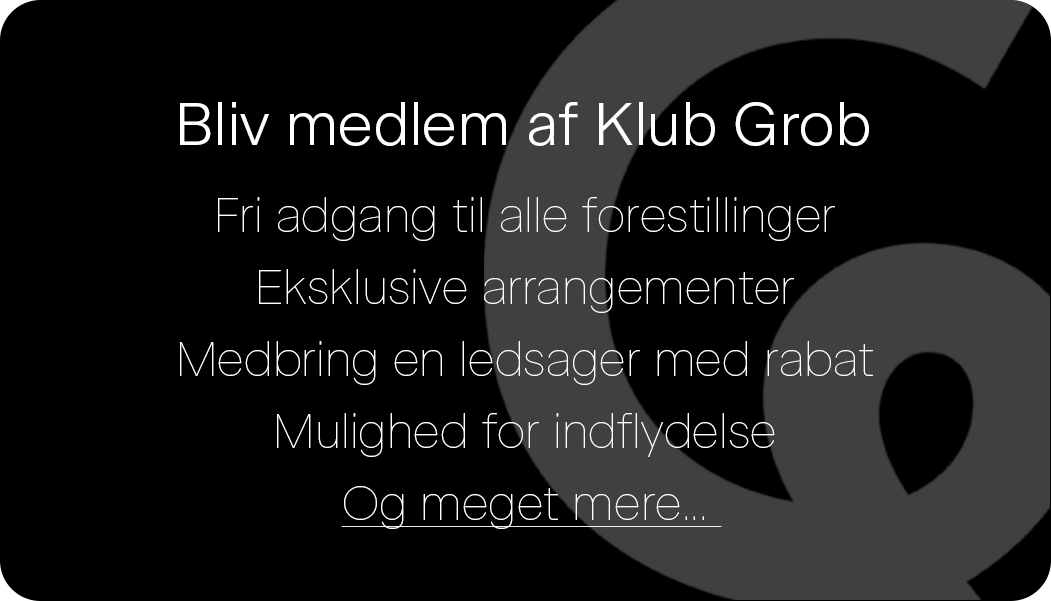 Bliv medlem af Klub Grob
Fri adgang til alle forestillinger
Eksklusive arrangementer
Medbring en ledsager med rabat
Mulighed for indflydelse
Og meget mere...